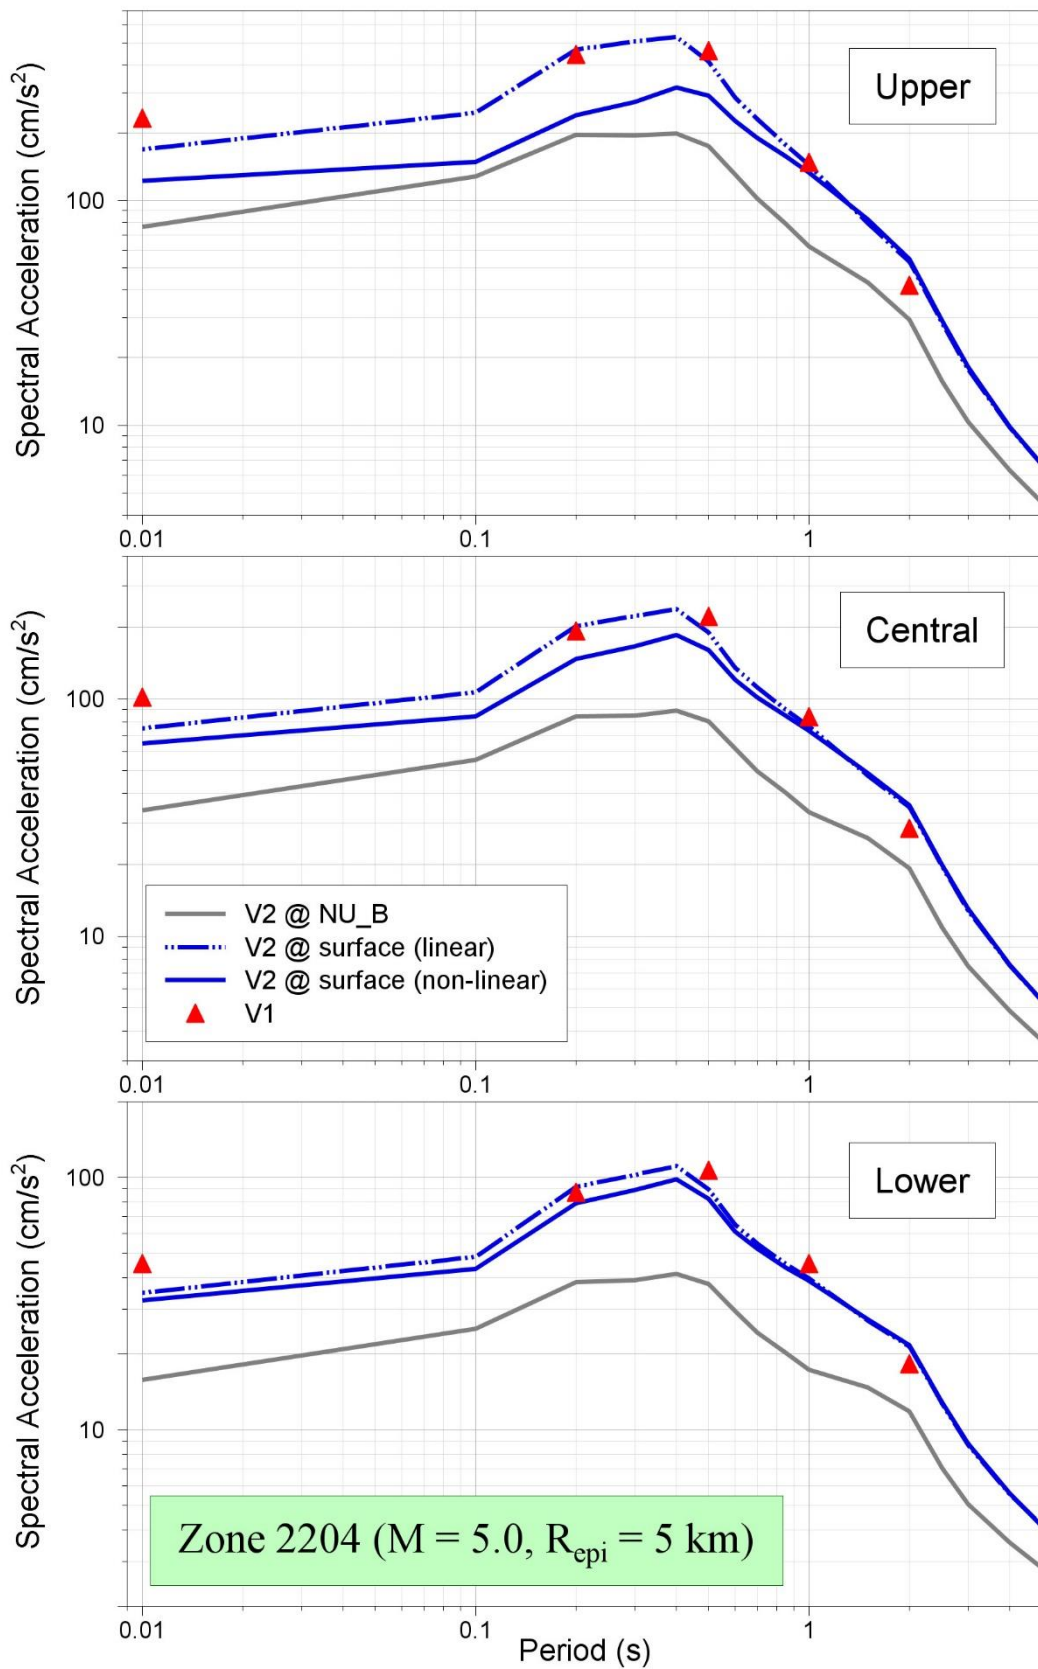 Spectral Acceleration (cm/s²)
100
10
Upper
0.01 0.1 1
Spectral Acceleration (cm/s²)
100
10
Central
V2 @ NU_B
V2 @ surface (linear)
V2 @ surface (non-linear)
V1
0.01 0.1 1
Spectral Acceleration (cm/s²)
100
10
Lower
Zone 2204 (M = 5.0, Repi = 5 km)
0.01 0.1 1
Period (s)